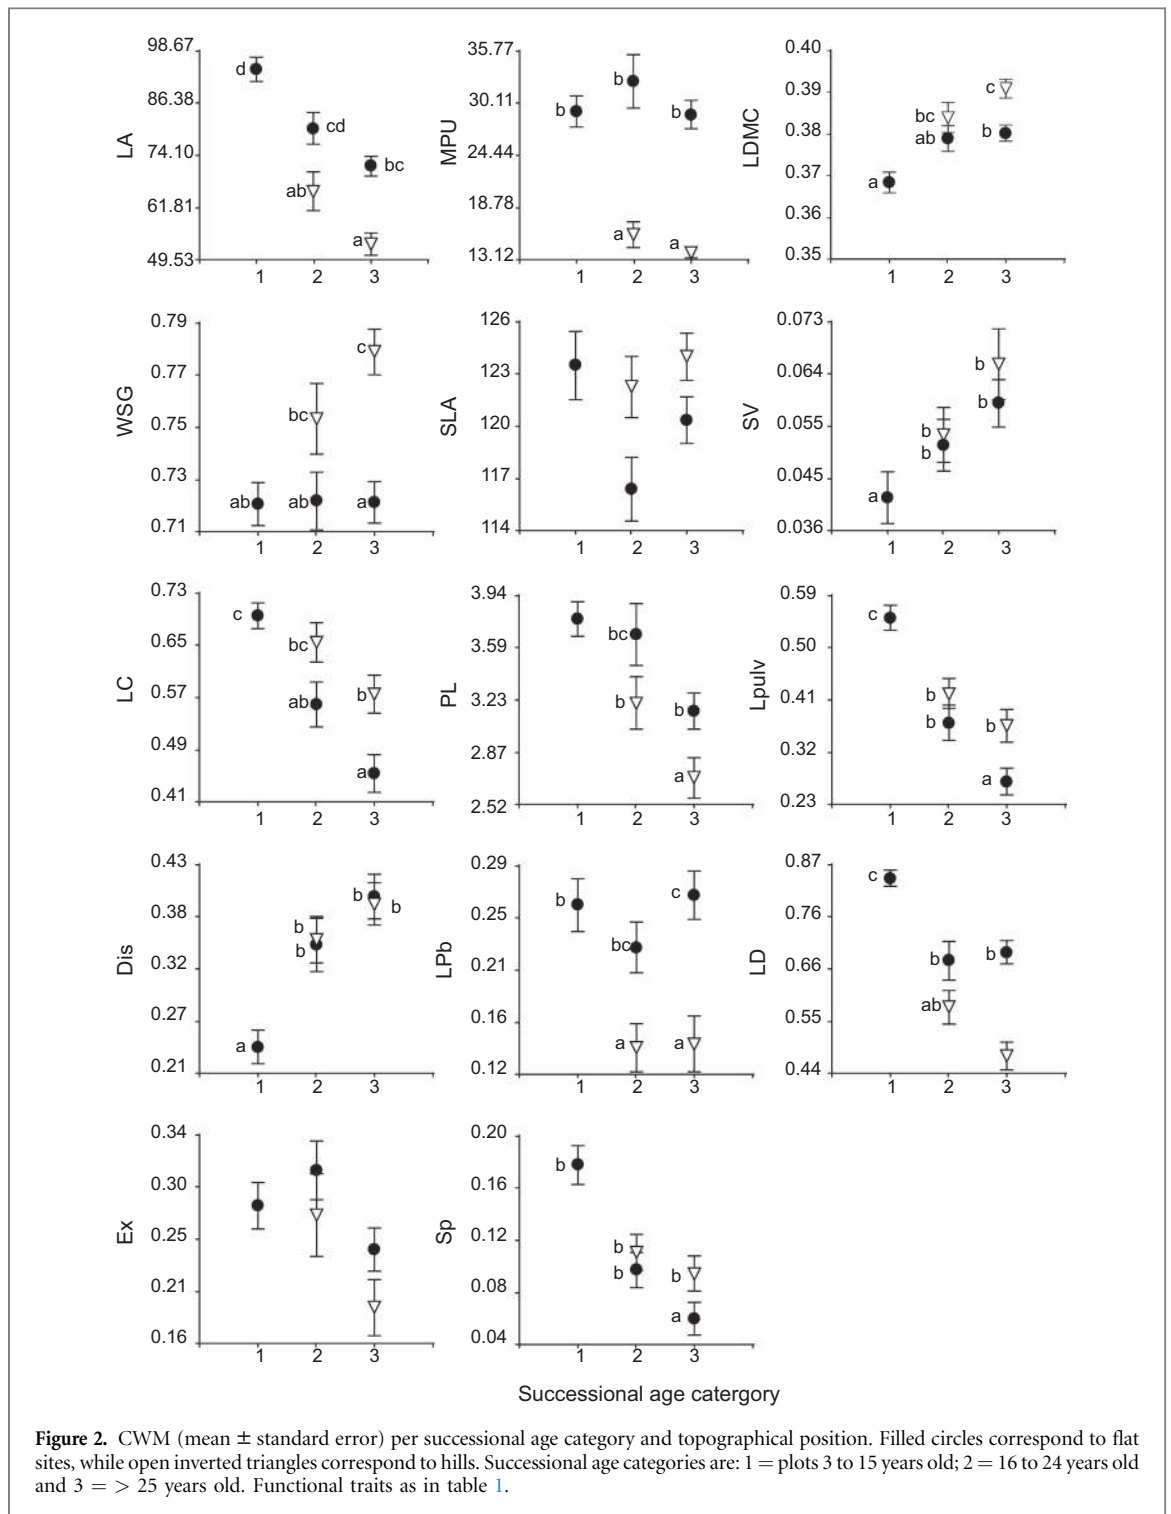 98.67
86.38
74.10
61.81
49.53
LA
d
cd
ab
bc
a
1 2 3
35.77
30.11
24.44
18.78
13.12
MPU
b
b
a
b
a
1 2 3
0.40
0.39
0.38
0.37
0.36
0.35
LDMC
a
bc
ab
c
b
1 2 3
0.79
0.77
0.75
0.73
0.71
WSG
ab
bc
ab
c
a
1 2 3
126
123
120
117
114
SLA
1 2 3
0.073
0.064
0.055
0.045
0.036
SV
a
b
b
b
b
1 2 3
0.73
0.65
0.57
0.49
0.41
LC
c
bc
ab
b
a
1 2 3
3.94
3.59
3.23
2.87
2.52
PL
bc
b
b
a
1 2 3
0.59
0.50
0.41
0.32
0.23
Lpulv
c
b
b
b
a
1 2 3
0.43
0.38
0.32
0.27
0.21
Dis
a
b
b
b
b
1 2 3
0.29
0.25
0.21
0.16
0.12
LPb
b
bc
a
c
a
1 2 3
0.87
0.76
0.66
0.55
0.44
LD
c
b
ab
b
1 2 3
0.34
0.30
0.25
0.21
0.16
Ex
1 2 3
0.20
0.16
0.12
0.08
0.04
Sp
b
b
b
b
a
1 2 3
Successional age catergory
Figure 2. CWM (mean ± standard error) per successional age category and topographical position. Filled circles correspond to flat
sites, while open inverted triangles correspond to hills. Successional age categories are: 1 = plots 3 to 15 years old; 2 = 16 to 24 years old
and 3 = > 25 years old. Functional traits as in table 1.